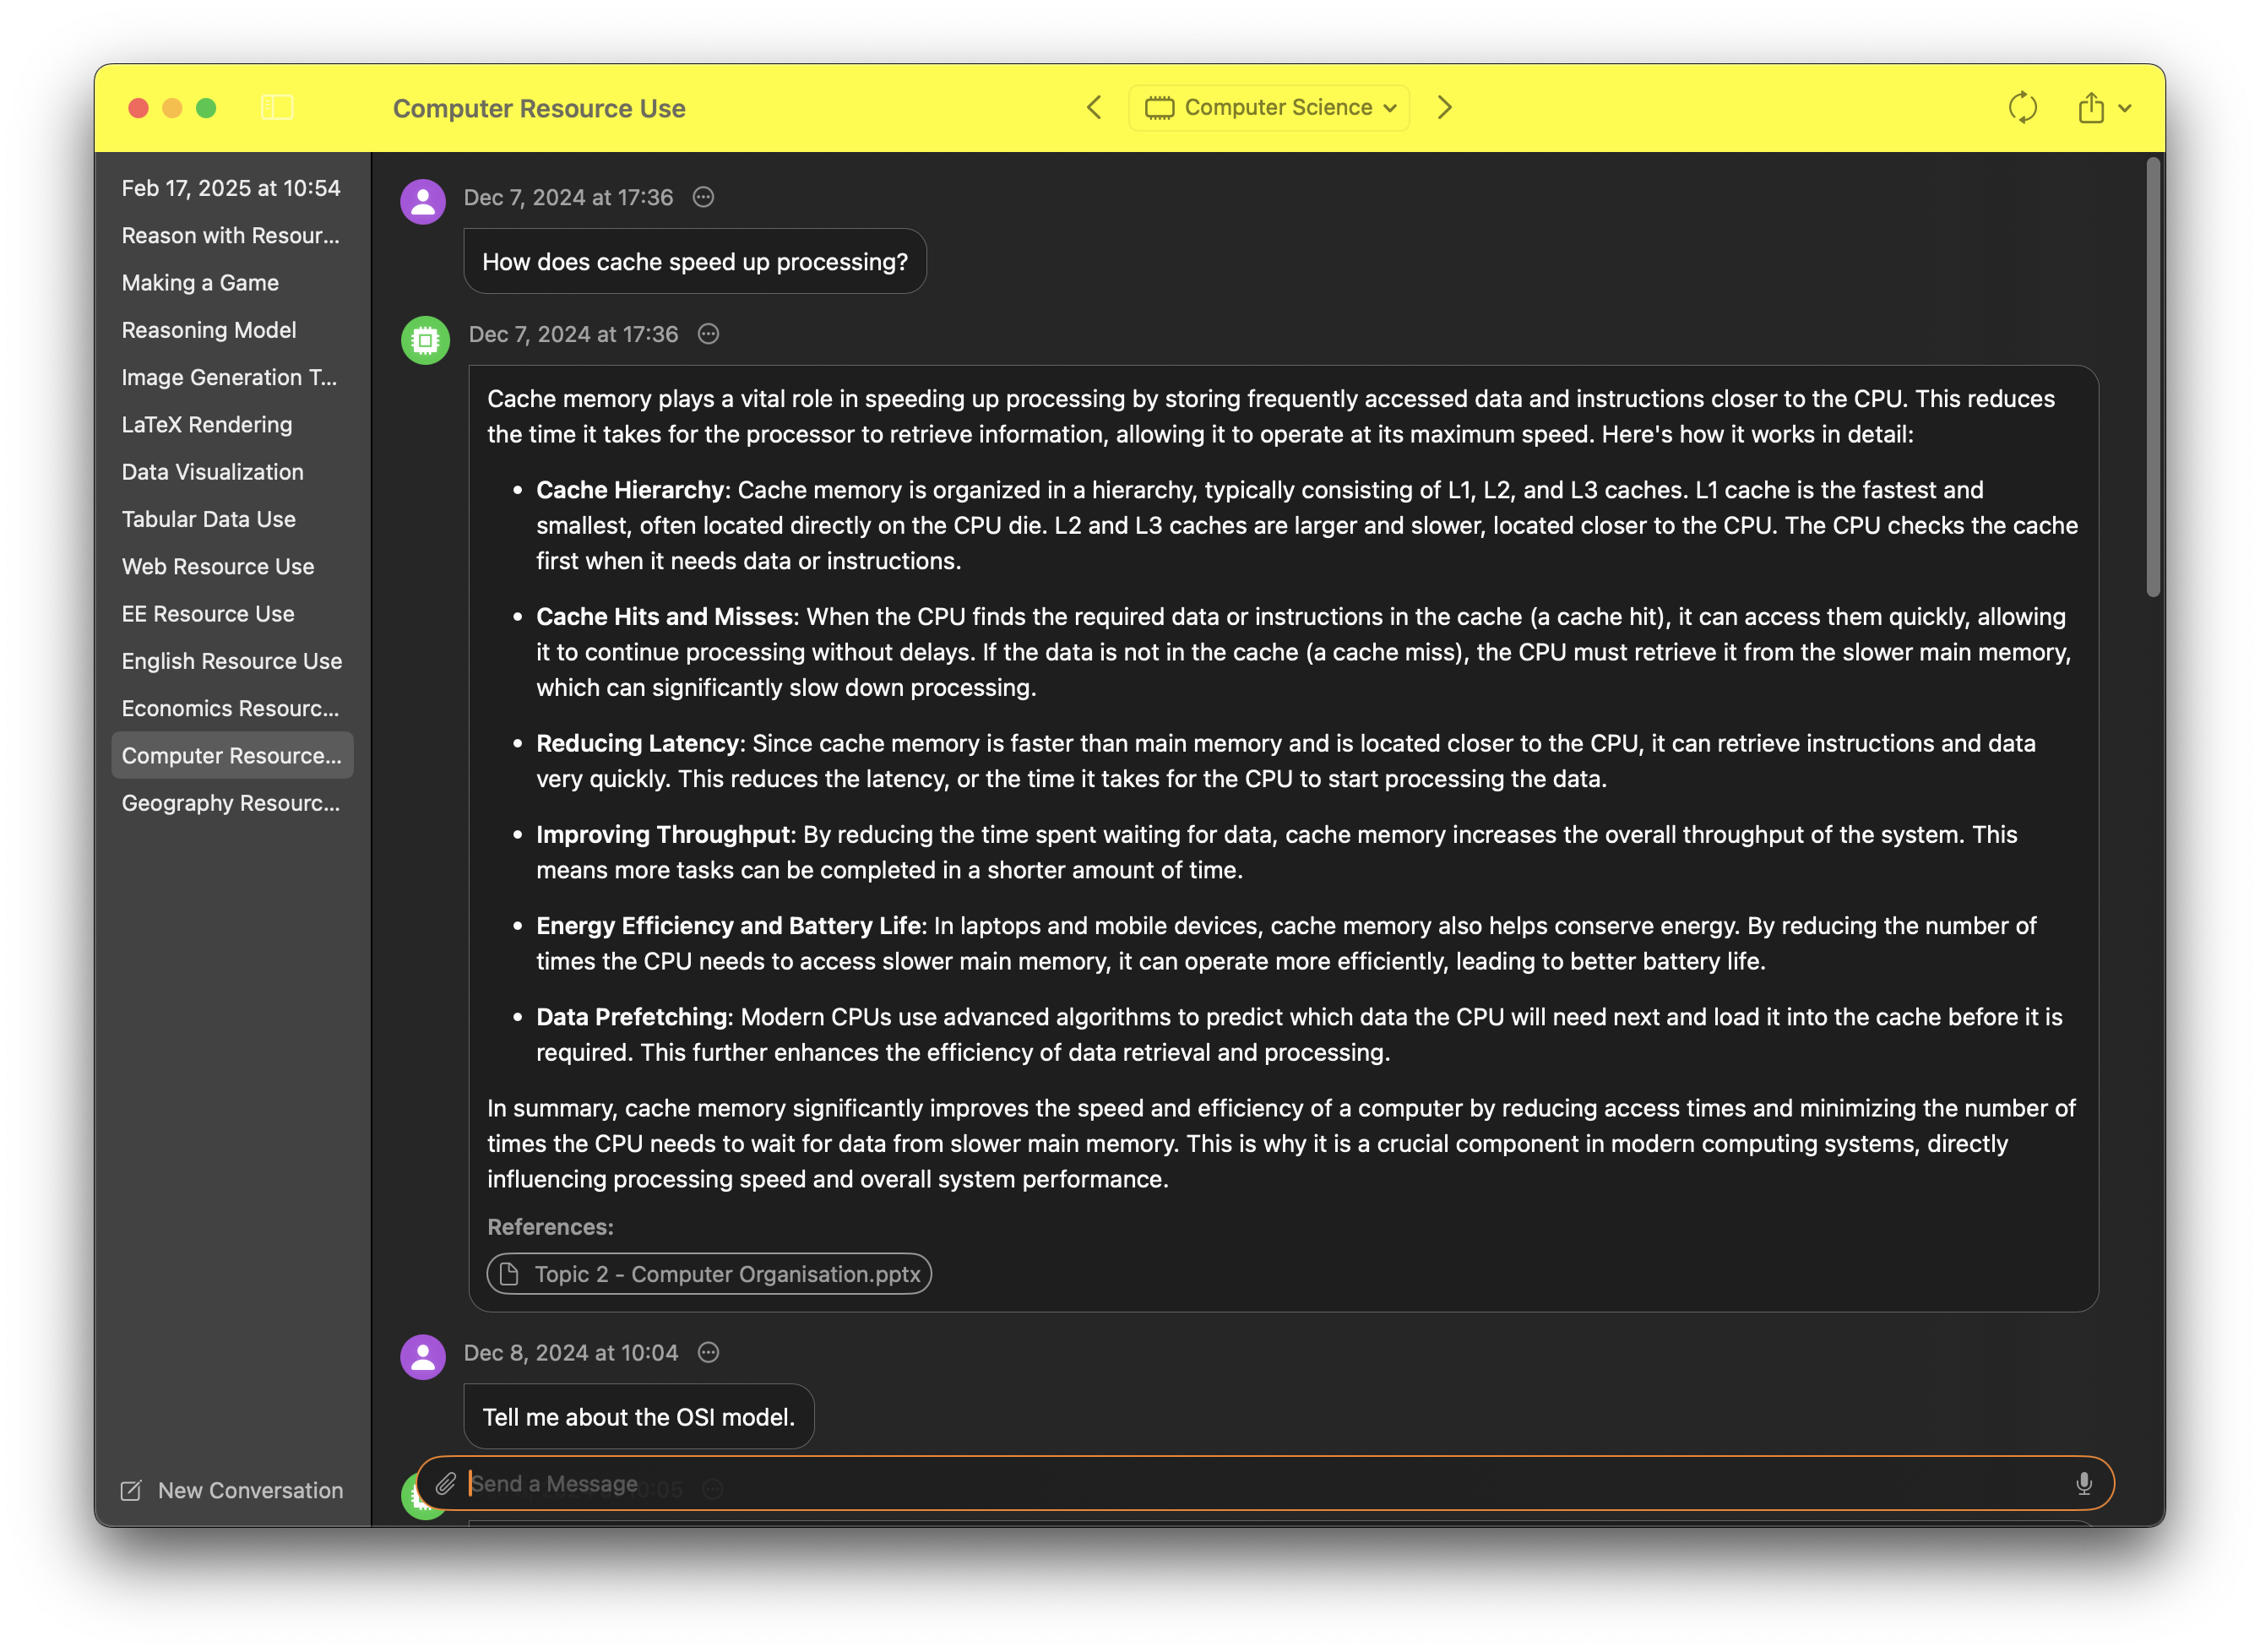 Computer Resource Use
Computer Science
Feb 17, 2025 at 10:54
Reason with Resour...
Making a Game
Reasoning Model
Image Generation T...
LaTeX Rendering
Data Visualization
Tabular Data Use
Web Resource Use
EE Resource Use
English Resource Use
Economics Resourc...
Computer Resource...
Geography Resourc...
New Conversation
Dec 7, 2024 at 17:36
How does cache speed up processing?
Dec 7, 2024 at 17:36
Cache memory plays a vital role in speeding up processing by storing frequently accessed data and instructions closer to the CPU. This reduces
the time it takes for the processor to retrieve information, allowing it to operate at its maximum speed. Here's how it works in detail:
• Cache Hierarchy: Cache memory is organized in a hierarchy, typically consisting of L1, L2, and L3 caches. L1 cache is the fastest and
smallest, often located directly on the CPU die. L2 and L3 caches are larger and slower, located closer to the CPU. The CPU checks the cache
first when it needs data or instructions.
• Cache Hits and Misses: When the CPU finds the required data or instructions in the cache (a cache hit), it can access them quickly, allowing
it to continue processing without delays. If the data is not in the cache (a cache miss), the CPU must retrieve it from the slower main memory,
which can significantly slow down processing.
• Reducing Latency: Since cache memory is faster than main memory and is located closer to the CPU, it can retrieve instructions and data
very quickly. This reduces the latency, or the time it takes for the CPU to start processing the data.
• Improving Throughput: By reducing the time spent waiting for data, cache memory increases the overall throughput of the system. This
means more tasks can be completed in a shorter amount of time.
• Energy Efficiency and Battery Life: In laptops and mobile devices, cache memory also helps conserve energy. By reducing the number of
times the CPU needs to access slower main memory, it can operate more efficiently, leading to better battery life.
• Data Prefetching: Modern CPUs use advanced algorithms to predict which data the CPU will need next and load it into the cache before it is
required. This further enhances the efficiency of data retrieval and processing.
In summary, cache memory significantly improves the speed and efficiency of a computer by reducing access times and minimizing the number of
times the CPU needs to wait for data from slower main memory. This is why it is a crucial component in modern computing systems, directly
influencing processing speed and overall system performance.
References:
Topic 2 - Computer Organisation.pptx
Dec 8, 2024 at 10:04
Tell me about the OSI model.
Send a Message